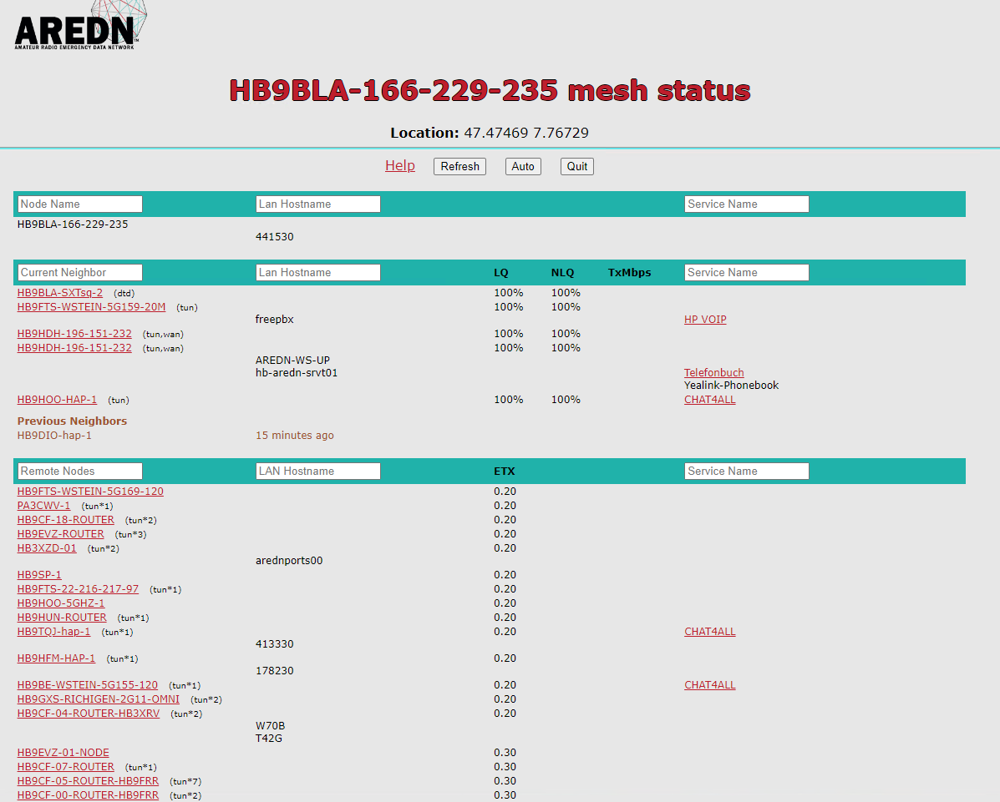 AREDN™
AMATEUR RADIO EMERGENCY DATA NETWORK
HB9BLA-166-229-235 mesh status
Location: 47.47469 7.76729
Help Refresh Auto Quit
Node Name Lan Hostname Service Name
HB9BLA-166-229-235
441530
Current Neighbor Lan Hostname LQ NLQ TxMbps Service Name
HB9BLA-SXTsq-2 (dtd) 100% 100%
HB9FTS-WSTEIN-5G159-20M (tun) 100% 100%
freepbx HP VOIP
HB9HDH-196-151-232 (tun,wan) 100% 100%
HB9HDH-196-151-232 (tun,wan) 100% 100%
AREDN-WS-UP
hb-aredn-srvt01 Telefonbuch
Yealink-Phonebook
HB9HOO-HAP-1 (tun) 100% 100% CHAT4ALL
Previous Neighbors
HB9DIO-hap-1 15 minutes ago
Remote Nodes LAN Hostname ETX Service Name
HB9FTS-WSTEIN-5G169-120 0.20
PA3CWV-1 (tun*1) 0.20
HB9CF-18-ROUTER (tun*2) 0.20
HB9EVZ-ROUTER (tun*3) 0.20
HB3XZD-01 (tun*2) 0.20
arednports00
HB9SP-1 0.20
HB9FTS-22-216-217-97 (tun*1) 0.20
HB9HOO-5GHZ-1 0.20
HB9HUN-ROUTER (tun*1) 0.20
HB9TQJ-hap-1 (tun*1) 0.20 CHAT4ALL
413330
HB9HFM-HAP-1 (tun*1) 0.20
178230
HB9BE-WSTEIN-5G155-120 (tun*1) 0.20 CHAT4ALL
HB9GXS-RICHIGEN-2G11-OMNI (tun*2) 0.20
HB9CF-04-ROUTER-HB3XRV (tun*2) 0.20
W70B
T42G
HB9EVZ-01-NODE 0.30
HB9CF-07-ROUTER (tun*1) 0.30
HB9CF-05-ROUTER-HB9FRR (tun*7) 0.30
HB9CF-00-ROUTER-HB9FRR (tun*2) 0.30